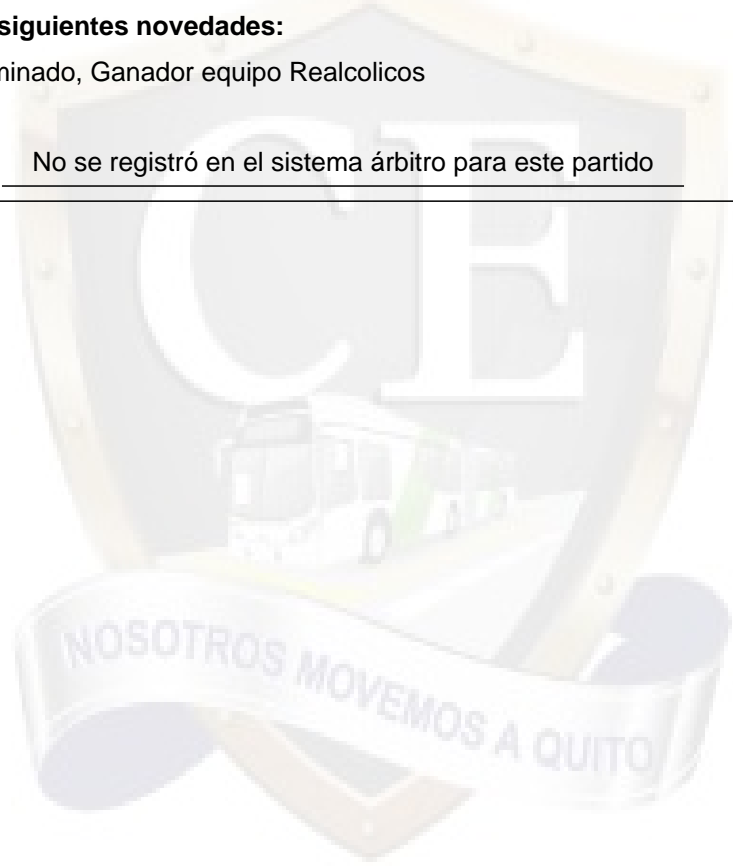 siguientes novedades:
minado, Ganador equipo Realcolicos
No se registró en el sistema árbitro para este partido
CE
NOSOTROS MOVEMOS A QUITO